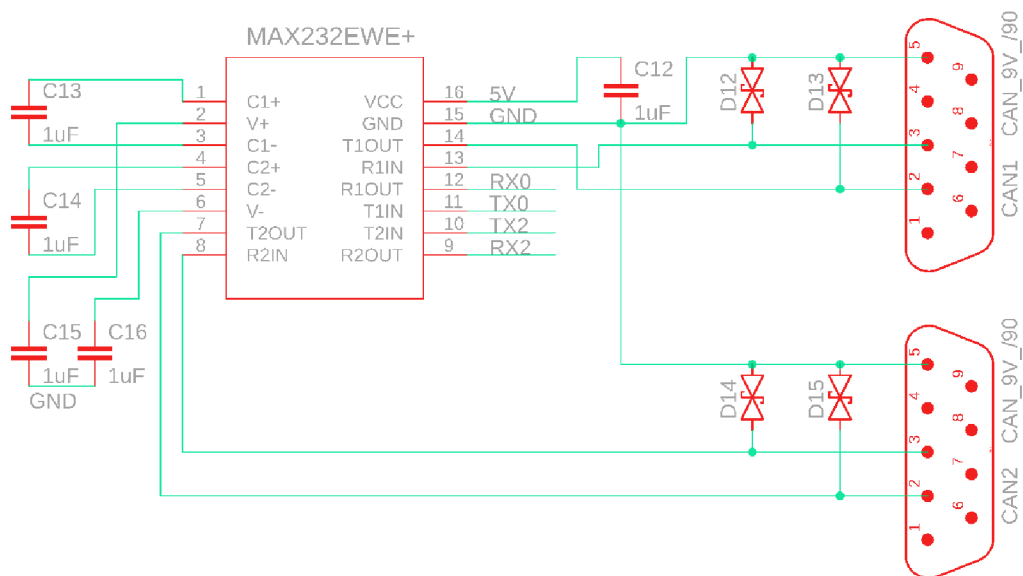 MAX232EWE+
C13
1uF
C14
1uF
C15
1uF
C16
1uF
GND
1 C1+
2 V+
3 C1-
4 C2+
5 C2-
6 V-
7 T2OUT
8 R2IN
VCC 16 5V
GND 15 GND
T1OUT 14
R1IN 13
R1OUT 12 RX0
T1IN 11 TX0
T2IN 10 TX2
R2OUT 9 RX2
C12
1uF
D12
D13
5
9
4
8
3
7
2
6
1
CAN_9V_/90
CAN1
D14
D15
5
9
4
8
3
7
2
6
1
CAN_9V_/90
CAN2